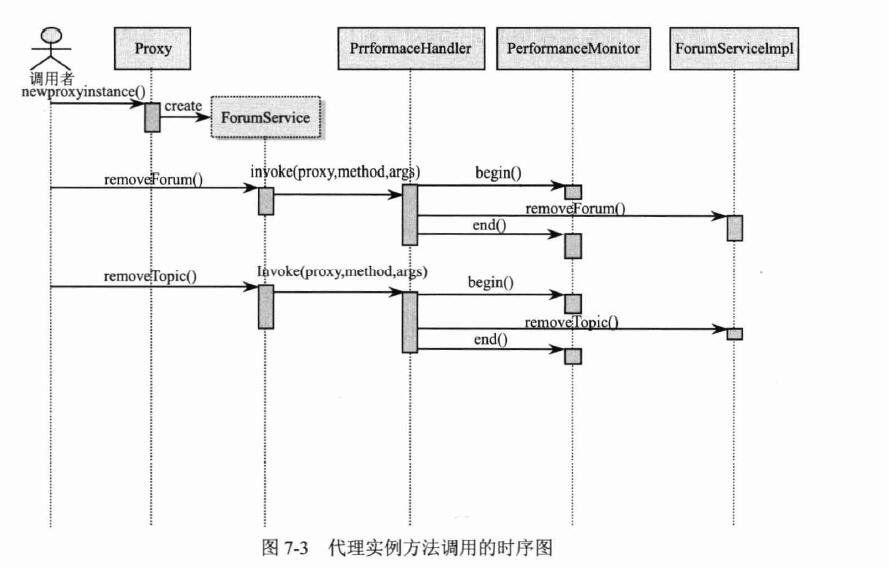 Proxy
PrrformaceHandler
PerformanceMonitor
ForumServiceImpl
调用者
newproxyinstance()
create
ForumService
removeForum()
invoke(proxy,method,args)
begin()
removeForum()
end()
removeTopic()
Invoke(proxy,method,args)
begin()
removeTopic()
end()
图 7-3 代理实例方法调用的时序图